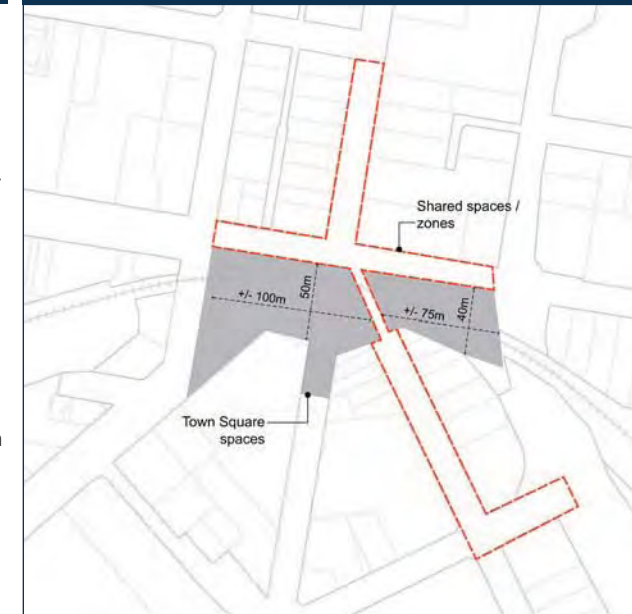 Shared spaces /
zones
+/- 100m
50m
+/- 75m
40m
Town Square
spaces